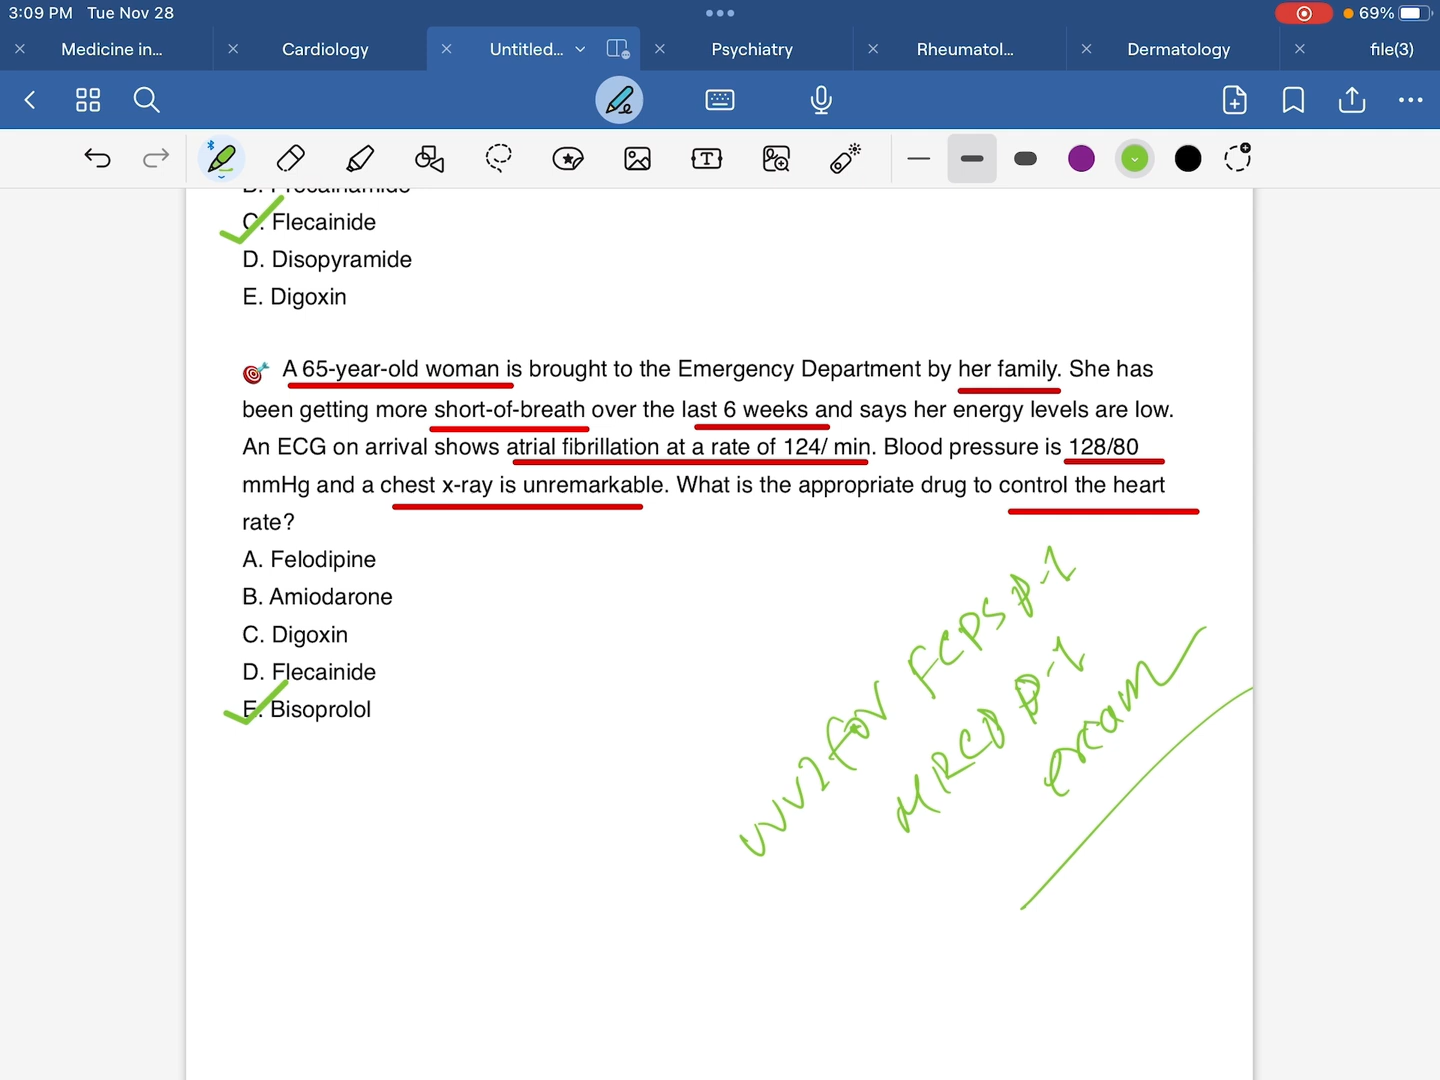 3:09 PM Tue Nov 28
69%
Medicine in...
Cardiology
Untitled...
Psychiatry
Rheumatol...
Dermatology
file(3)
C. Flecainide
D. Disopyramide
E. Digoxin
A 65-year-old woman is brought to the Emergency Department by her family. She has
been getting more short-of-breath over the last 6 weeks and says her energy levels are low.
An ECG on arrival shows atrial fibrillation at a rate of 124/ min. Blood pressure is 128/80
mmHg and a chest x-ray is unremarkable. What is the appropriate drug to control the heart
rate?
A. Felodipine
B. Amiodarone
C. Digoxin
D. Flecainide
E. Bisoprolol
for FCPS P-1
MRCP P-1
exam